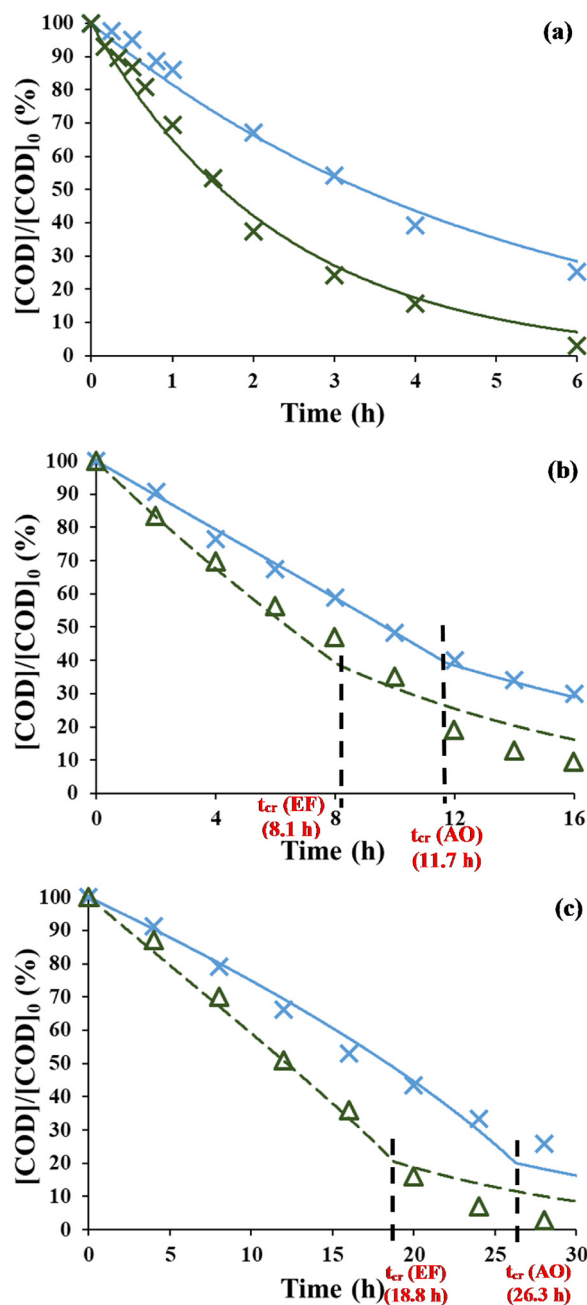 (a)
[COD]/[COD]0 (%)
100
90
80
70
60
50
40
30
20
10
0
0 1 2 3 4 5 6
Time (h)
(b)
[COD]/[COD]0 (%)
100
90
80
70
60
50
40
30
20
10
0
0 4 8 12 16
tcr (EF)
(8.1 h)
tcr (AO)
(11.7 h)
Time (h)
(c)
[COD]/[COD]0 (%)
100
90
80
70
60
50
40
30
20
10
0
0 5 10 15 20 25 30
tcr (EF)
(18.8 h)
tcr (AO)
(26.3 h)
Time (h)